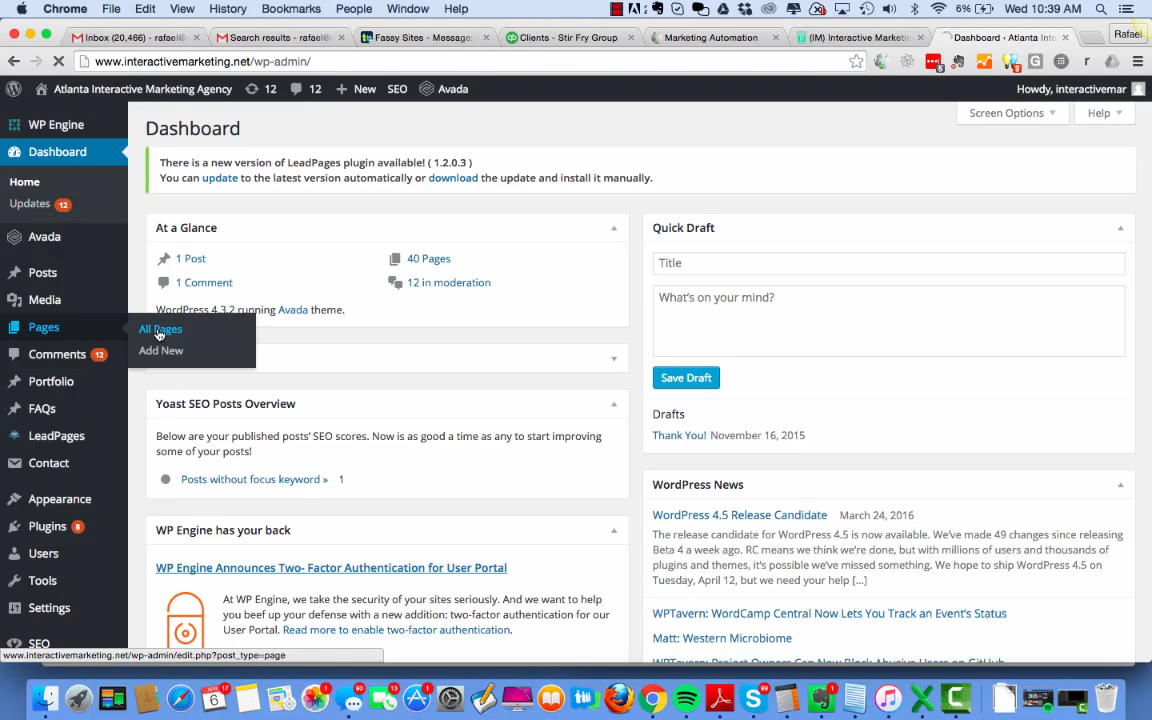 Chrome File Edit View History Bookmarks People Window Help 6% Wed 10:39 AM
Inbox (20,466) - rafael@ Search results - rafael@ Fassy Sites - Message: Clients - Stir Fry Group Marketing Automation (IM) Interactive Marketin Dashboard ‹ Atlanta Inte Rafael
www.interactivemarketing.net/wp-admin/
Atlanta Interactive Marketing Agency 12 12 New SEO Avada Howdy, interactivemar
WP Engine
Dashboard
Home
Updates 12
Avada
Posts
Media
Pages
All Pages
Add New
Comments 12
Portfolio
FAQs
LeadPages
Contact
Appearance
Plugins 8
Users
Tools
Settings
SEO
Dashboard
Screen Options Help
There is a new version of LeadPages plugin available! ( 1.2.0.3 )
You can update to the latest version automatically or download the update and install it manually.
At a Glance
1 Post 40 Pages
1 Comment 12 in moderation
WordPress 4.3.2 running Avada theme.
Yoast SEO Posts Overview
Below are your published posts' SEO scores. Now is as good a time as any to start improving
some of your posts!
Posts without focus keyword » 1
WP Engine has your back
WP Engine Announces Two- Factor Authentication for User Portal
At WP Engine, we take the security of your sites seriously. And we want to help
you beef up your defense with a new addition: two-factor authentication for our
User Portal. Read more to enable two-factor authentication.
Quick Draft
Title
What's on your mind?
Save Draft
Drafts
Thank You! November 16, 2015
WordPress News
WordPress 4.5 Release Candidate March 24, 2016
The release candidate for WordPress 4.5 is now available. We've made 49 changes since releasing
Beta 4 a week ago. RC means we think we're done, but with millions of users and thousands of
plugins and themes, it's possible we've missed something. We hope to ship WordPress 4.5 on
Tuesday, April 12, but we need your help […]
WPTavern: WordCamp Central Now Lets You Track an Event's Status
Matt: Western Microbiome
WPTavern: Project Owners Can Now Block Abusive Users on GitHub
www.interactivemarketing.net/wp-admin/edit.php?post_type=page